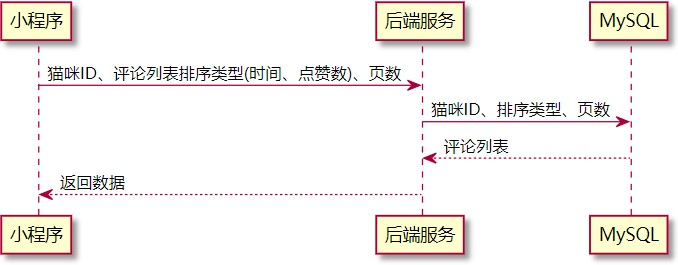 小程序
后端服务
MySQL
猫咪ID、评论列表排序类型(时间、点赞数)、页数
猫咪ID、排序类型、页数
评论列表
返回数据
小程序
后端服务
MySQL